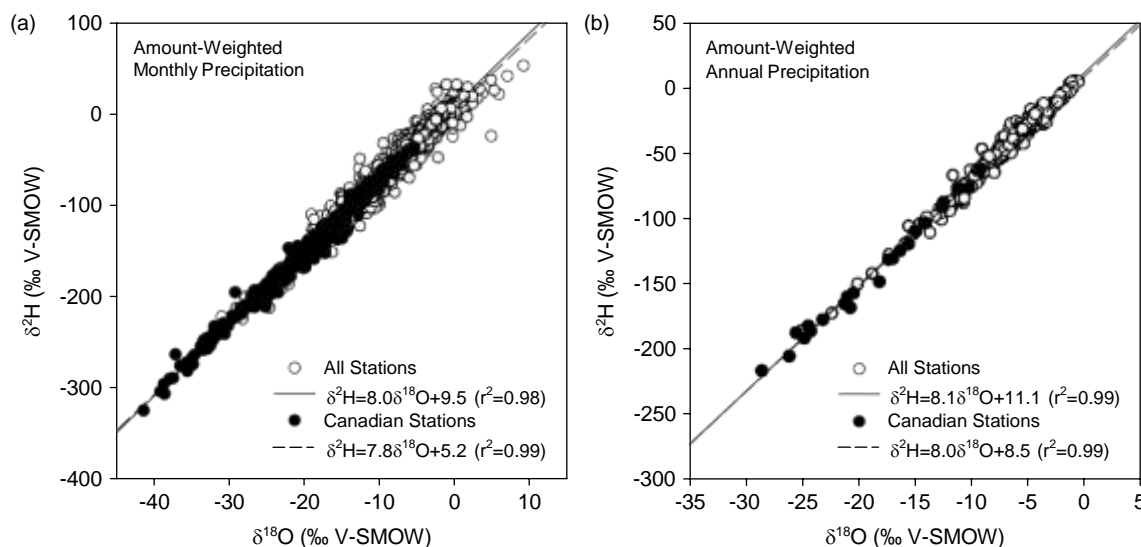 (a)
Amount-Weighted
Monthly Precipitation
100
0
-100
-200
-300
-400
δ²H (‰ V-SMOW)
All Stations
δ²H=8.0δ¹⁸O+9.5 (r²=0.98)
Canadian Stations
δ²H=7.8δ¹⁸O+5.2 (r²=0.99)
-40 -30 -20 -10 0 10
δ¹⁸O (‰ V-SMOW)
(b)
Amount-Weighted
Annual Precipitation
50
0
-50
-100
-150
-200
-250
-300
δ²H (‰ V-SMOW)
All Stations
δ²H=8.1δ¹⁸O+11.1 (r²=0.99)
Canadian Stations
δ²H=8.0δ¹⁸O+8.5 (r²=0.99)
-35 -30 -25 -20 -15 -10 -5 0 5
δ¹⁸O (‰ V-SMOW)